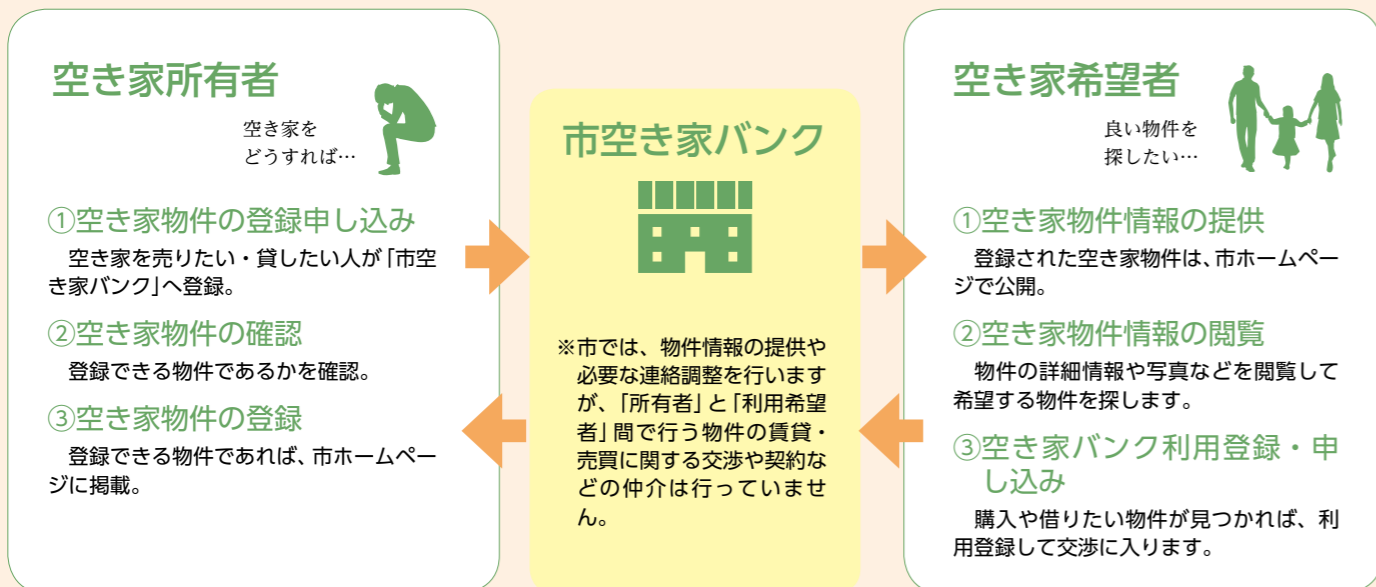 空き家所有者
空き家を
どうすれば…
①空き家物件の登録申し込み
空き家を売りたい・貸したい人が「市空
き家バンク」へ登録。
②空き家物件の確認
登録できる物件であるかを確認。
③空き家物件の登録
登録できる物件であれば、市ホームペー
ジに掲載。
市空き家バンク
※市では、物件情報の提供や
必要な連絡調整を行います
が、「所有者」と「利用希望
者」間で行う物件の賃貸・
売買に関する交渉や契約な
どの仲介は行っていませ
ん。
空き家希望者
良い物件を
探したい…
①空き家物件情報の提供
登録された空き家物件は、市ホームペー
ジで公開。
②空き家物件情報の閲覧
物件の詳細情報や写真などを閲覧して
希望する物件を探します。
③空き家バンク利用登録・申
し込み
購入や借りたい物件が見つかれば、利
用登録して交渉に入ります。